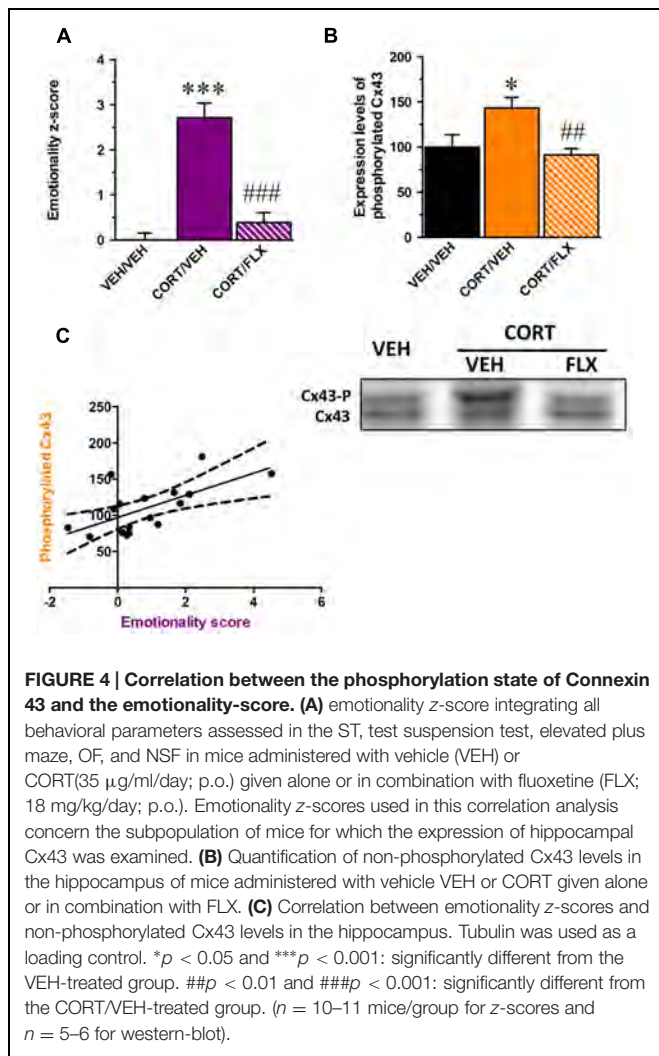 A
B
4
3
2
1
0
Emotionality z-score
***
###
VEH/VEH
CORT/VEH
CORT/FLX
200
150
100
50
0
Expression levels of
phosphorylated Cx43
*
##
VEH/VEH
CORT/VEH
CORT/FLX
C
250
200
150
100
50
Phosphorylated Cx43
-2
0
2
4
6
Emotionality score
CORT
VEH
VEH
FLX
Cx43-P
Cx43
FIGURE 4 | Correlation between the phosphorylation state of Connexin
43 and the emotionality-score. (A) emotionality z-score integrating all
behavioral parameters assessed in the ST, test suspension test, elevated plus
maze, OF, and NSF in mice administered with vehicle (VEH) or
CORT(35 μg/ml/day; p.o.) given alone or in combination with fluoxetine (FLX;
18 mg/kg/day; p.o.). Emotionality z-scores used in this correlation analysis
concern the subpopulation of mice for which the expression of hippocampal
Cx43 was examined. (B) Quantification of non-phosphorylated Cx43 levels in
the hippocampus of mice administered with vehicle VEH or CORT given alone
or in combination with FLX. (C) Correlation between emotionality z-scores and
non-phosphorylated Cx43 levels in the hippocampus. Tubulin was used as a
loading control. *p < 0.05 and ***p < 0.001: significantly different from the
VEH-treated group. ##p < 0.01 and ###p < 0.001: significantly different from
the CORT/VEH-treated group. (n = 10–11 mice/group for z-scores and
n = 5–6 for western-blot).